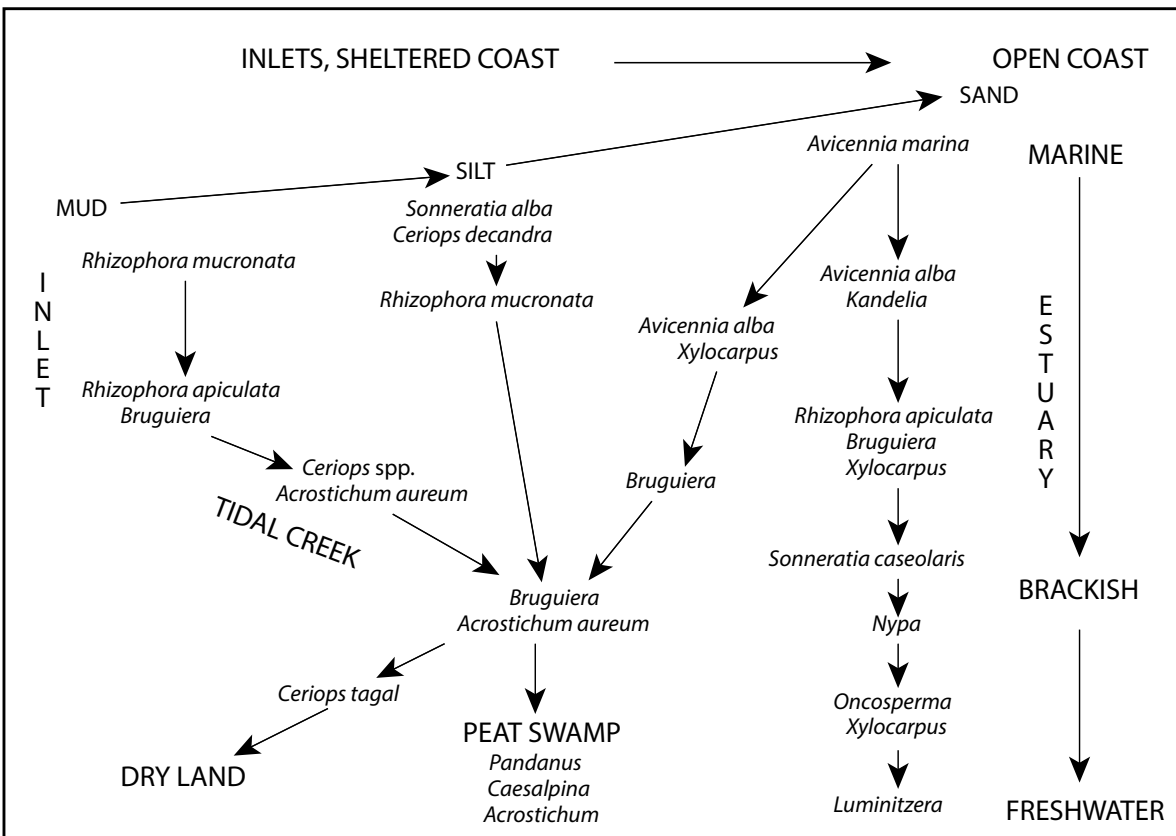 INLETS, SHELTERED COAST
OPEN COAST
SAND
Avicennia marina
MARINE
SILT
MUD
Sonneratia alba
Ceriops decandra
Rhizophora mucronata
INLET
Avicennia alba
Kandelia
Rhizophora mucronata
ESTUARY
Avicennia alba
Xylocarpus
Rhizophora apiculata
Bruguiera
Rhizophora apiculata
Bruguiera
Xylocarpus
Ceriops spp.
Acrostichum aureum
Bruguiera
TIDAL CREEK
Sonneratia caseolaris
Bruguiera
Acrostichum aureum
BRACKISH
Nypa
Ceriops tagal
Oncosperma
Xylocarpus
PEAT SWAMP
Pandanus
Caesalpina
Acrostichum
DRY LAND
Luminitzera
FRESHWATER